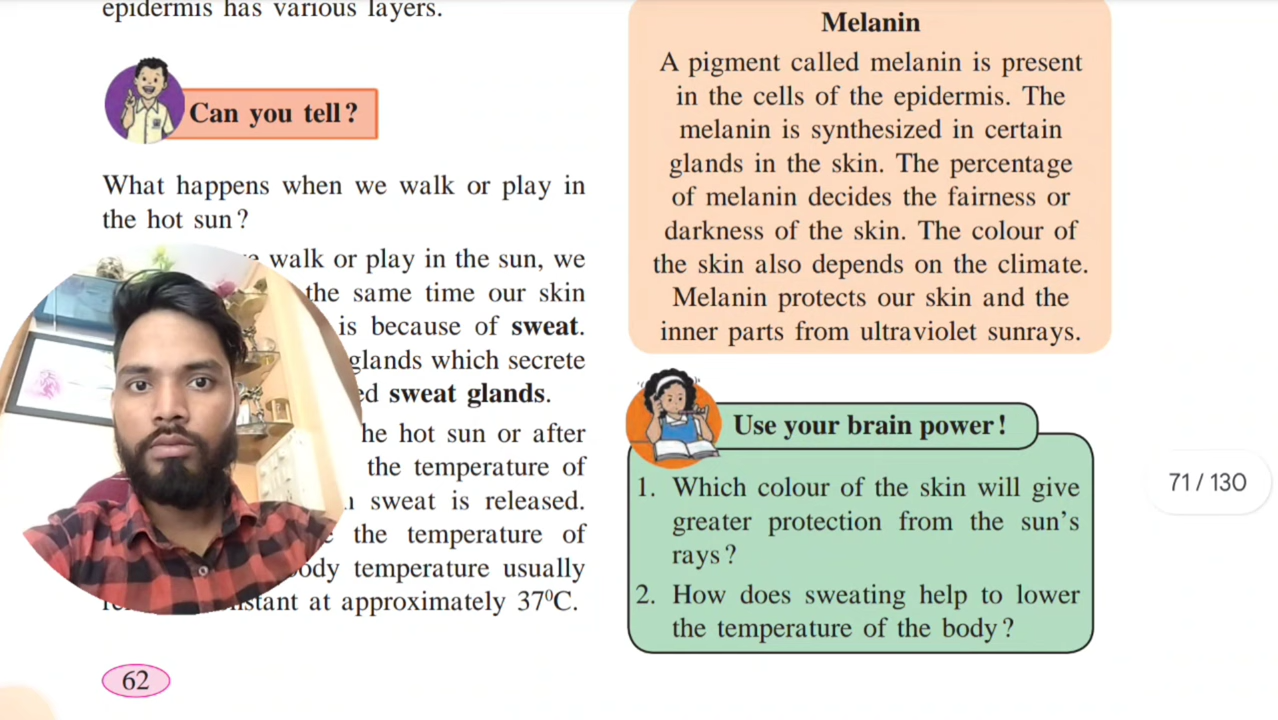 epidermis has various layers.
Can you tell?
What happens when we walk or play in
the hot sun?
walk or play in the sun, we
the same time our skin
is because of sweat.
glands which secrete
sweat glands.
the hot sun or after
the temperature of
sweat is released.
the temperature of
body temperature usually
at approximately 37⁰C.
62
Melanin
A pigment called melanin is present
in the cells of the epidermis. The
melanin is synthesized in certain
glands in the skin. The percentage
of melanin decides the fairness or
darkness of the skin. The colour of
the skin also depends on the climate.
Melanin protects our skin and the
inner parts from ultraviolet sunrays.
Use your brain power!
1. Which colour of the skin will give
greater protection from the sun's
rays?
2. How does sweating help to lower
the temperature of the body?
71 / 130